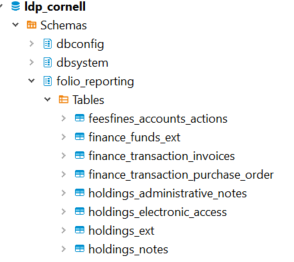 ldp_cornell
Schemas
dbconfig
dbsystem
folio_reporting
Tables
feesfines_accounts_actions
finance_funds_ext
finance_transaction_invoices
finance_transaction_purchase_order
holdings_administrative_notes
holdings_electronic_access
holdings_ext
holdings_notes